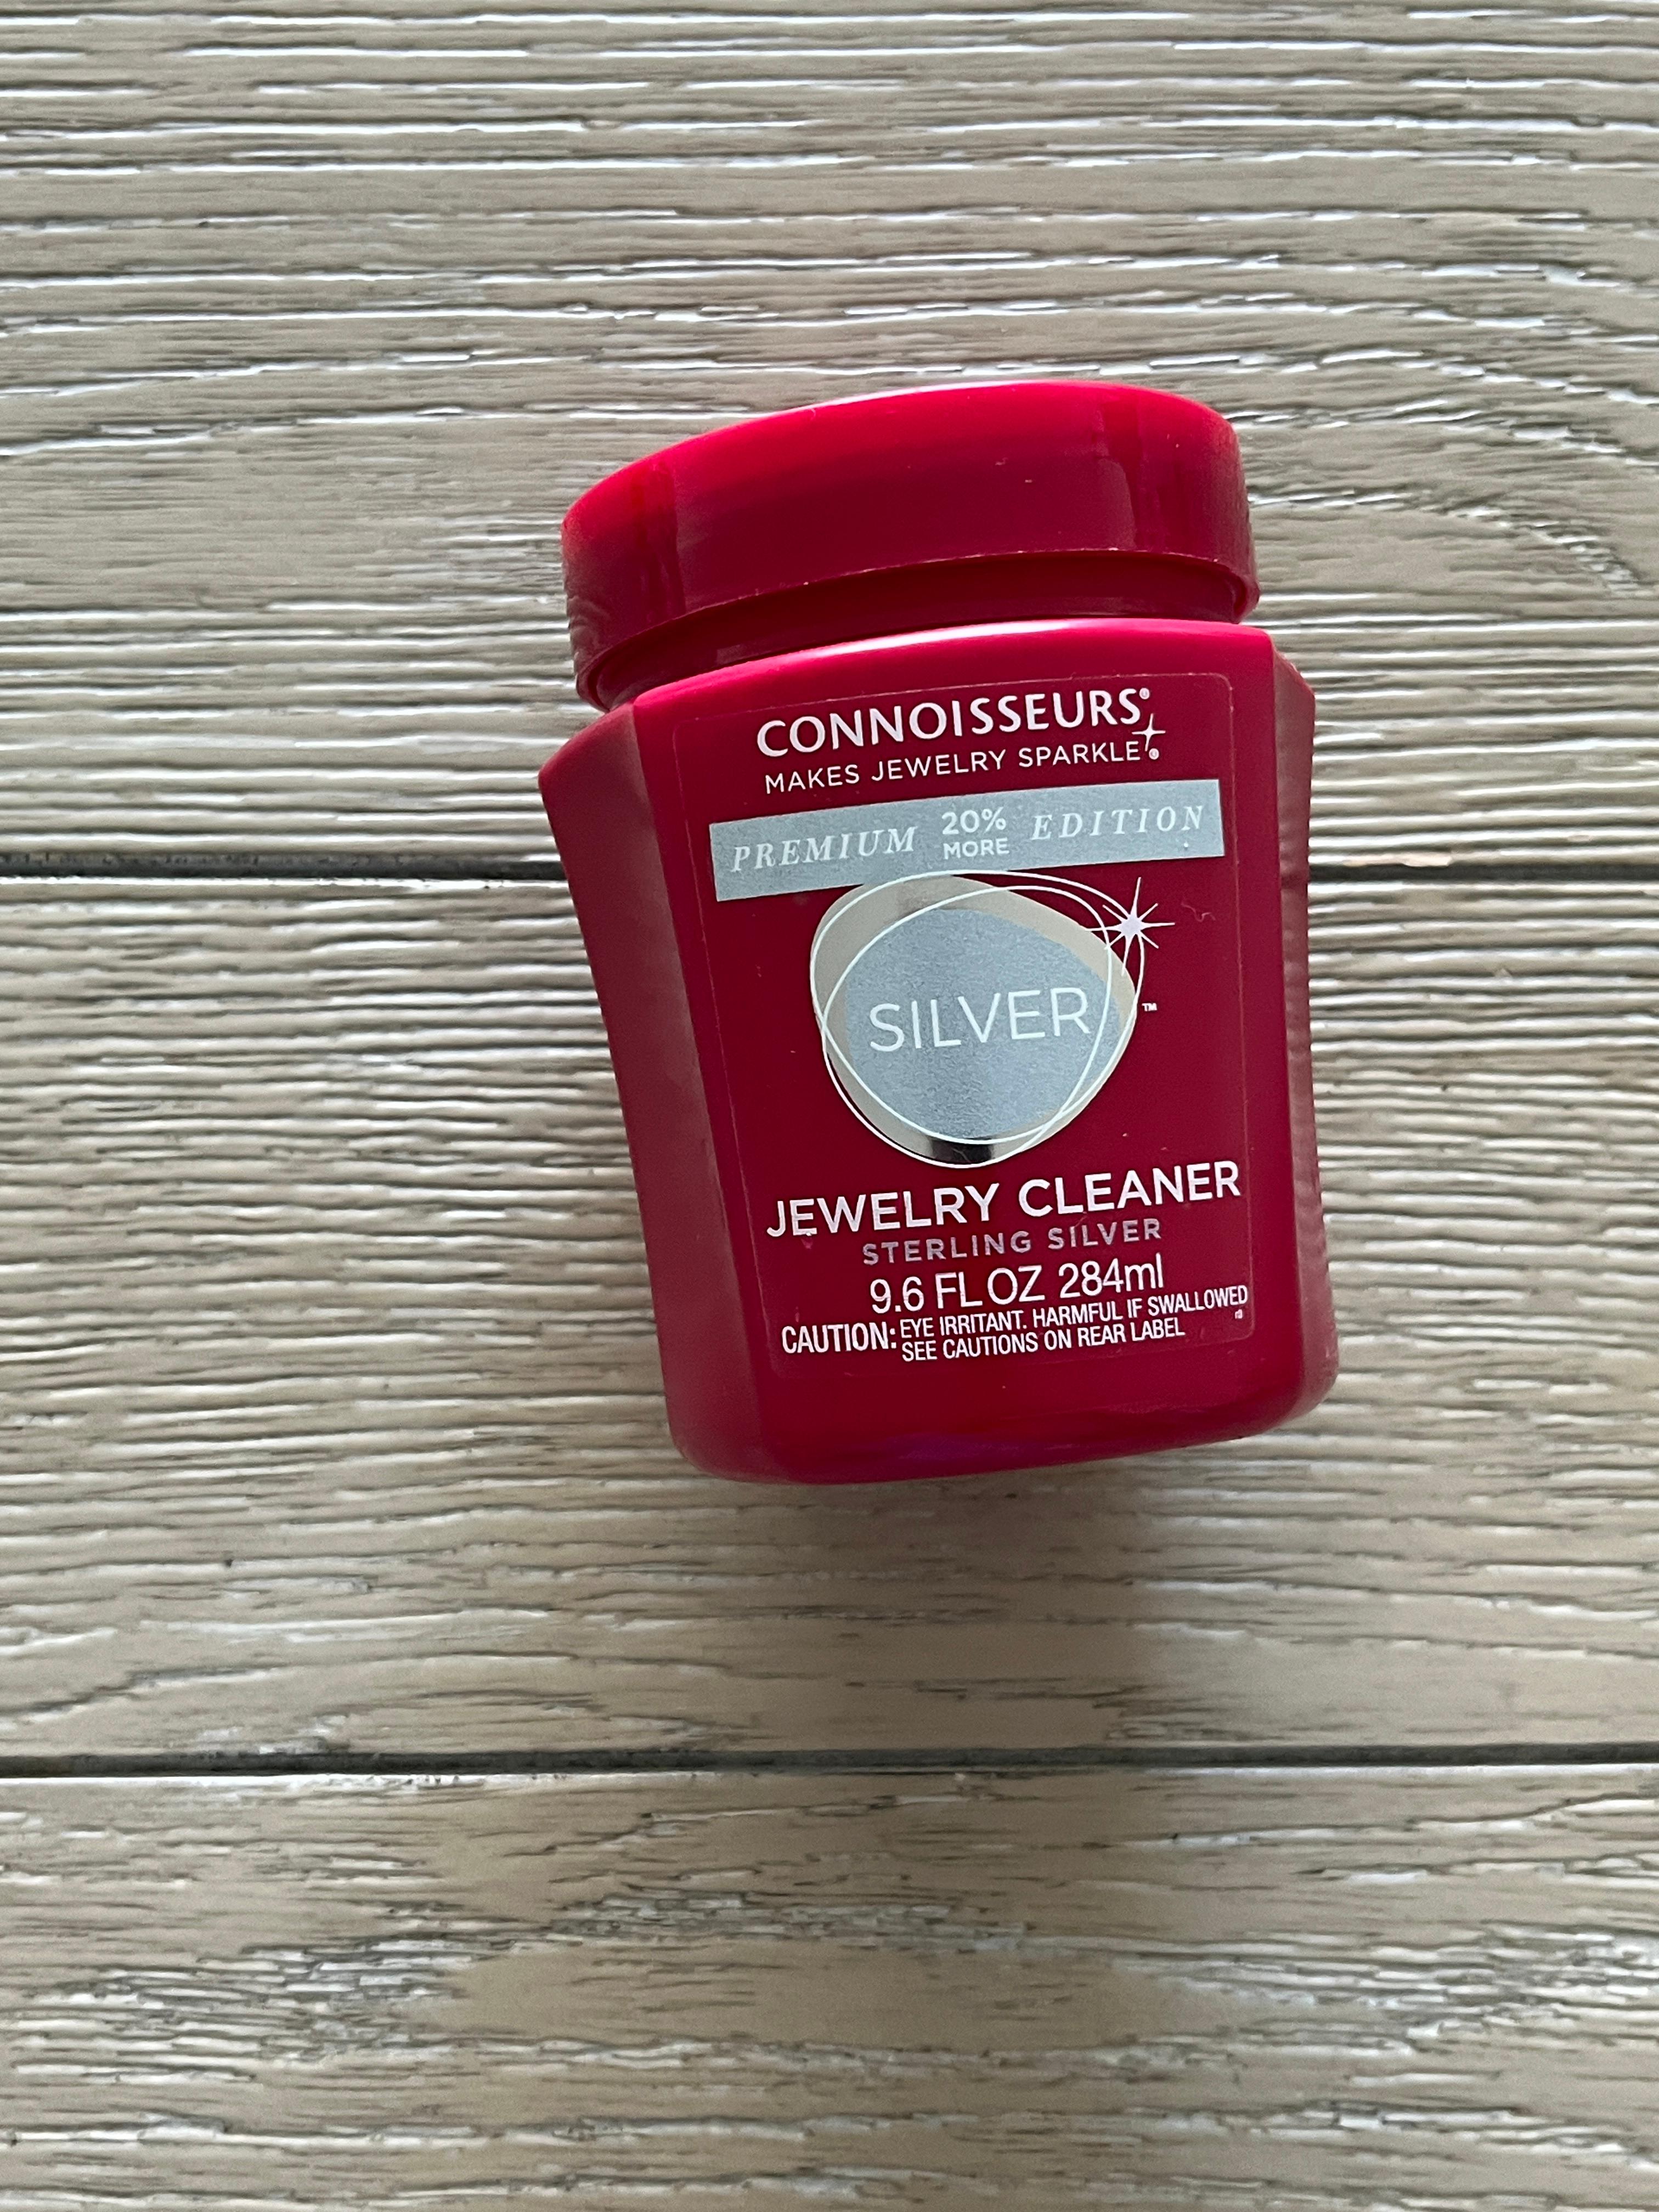 CONNOISSEURS®
MAKES JEWELRY SPARKLE®
PREMIUM 20% MORE EDITION
SILVER™
JEWELRY CLEANER
STERLING SILVER
9.6 FL OZ 284ml
CAUTION: EYE IRRITANT. HARMFUL IF SWALLOWED
SEE CAUTIONS ON REAR LABEL